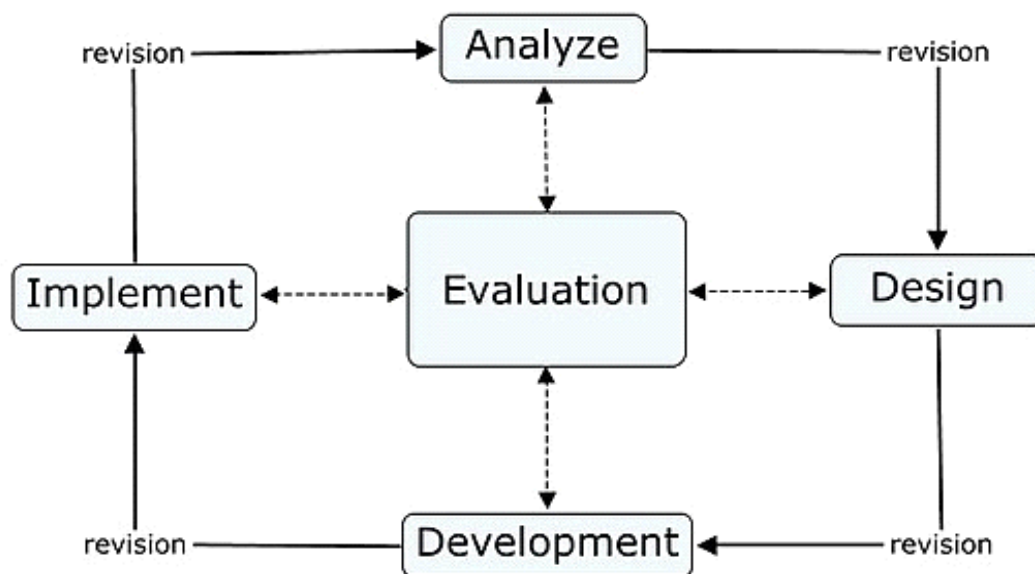 Analyze
revision
revision
Implement
Evaluation
Design
Development
revision
revision